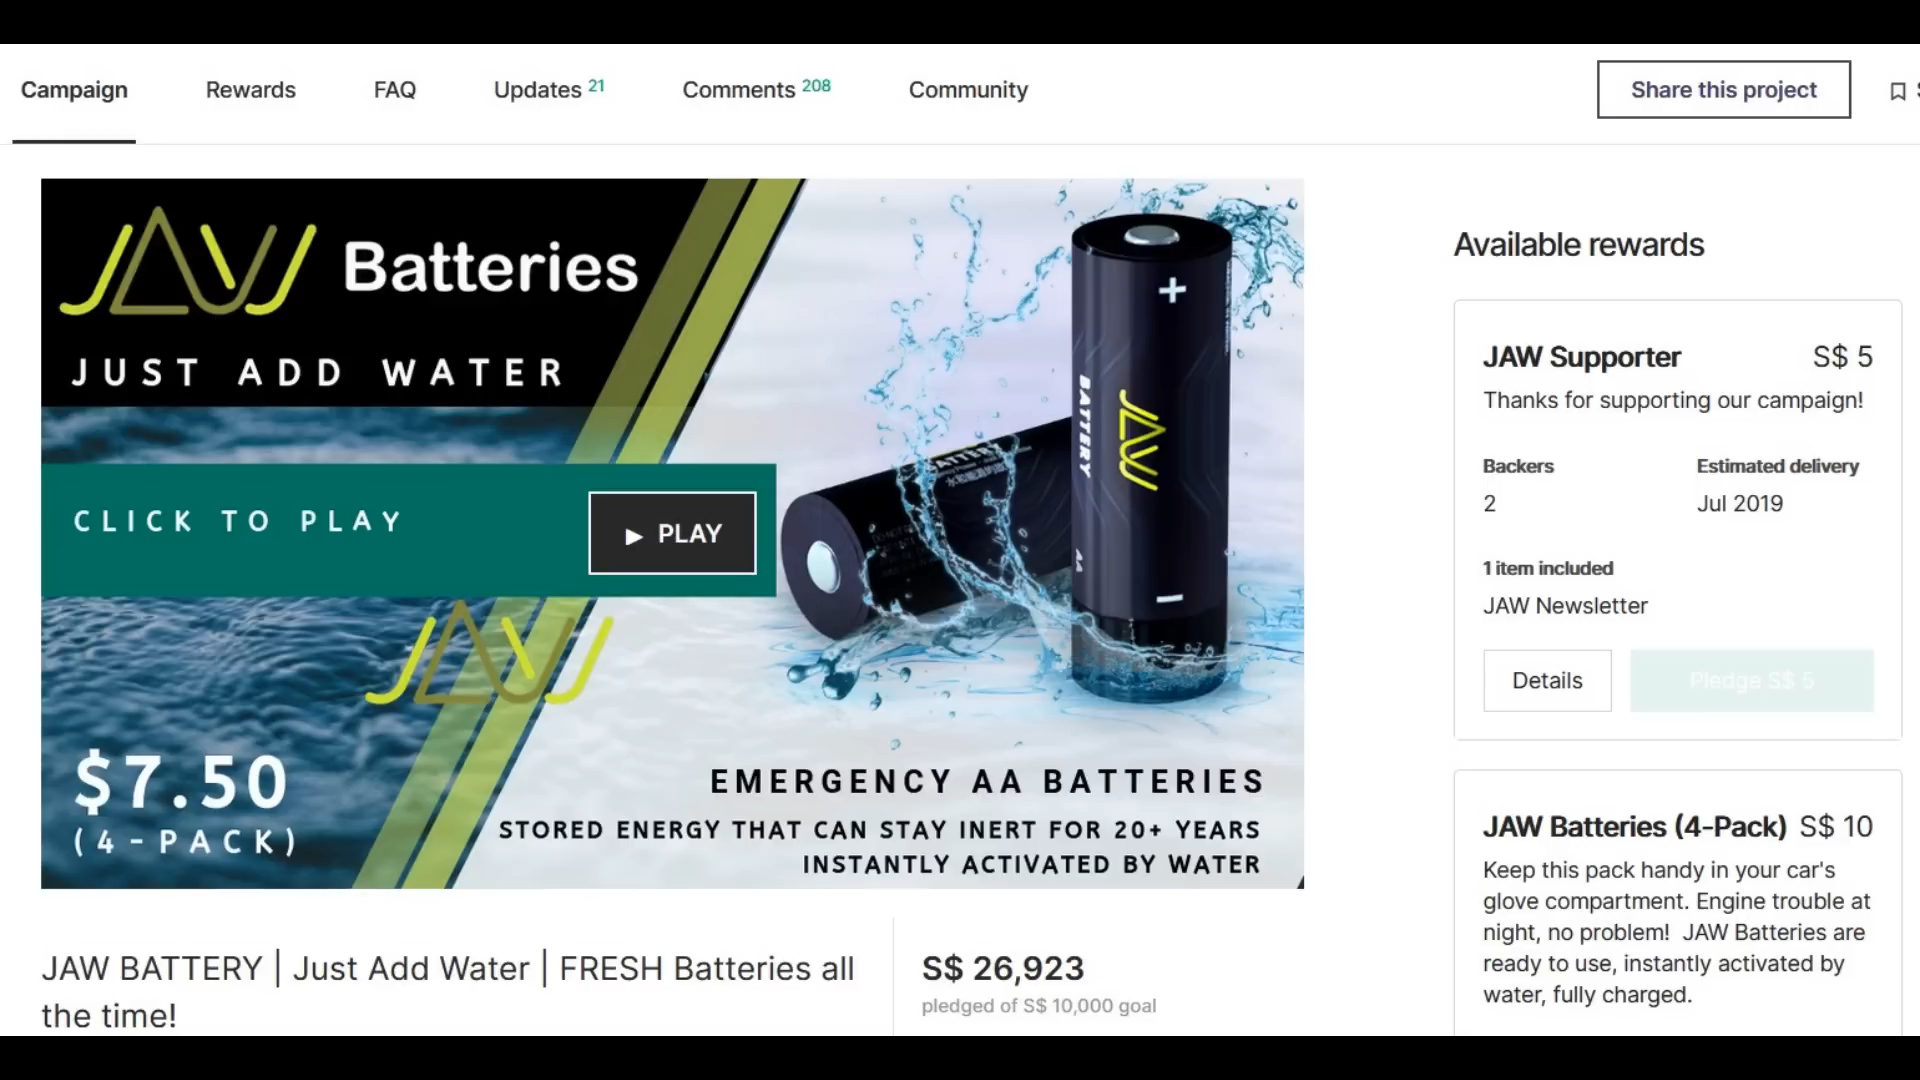 Campaign
Rewards
FAQ
Updates 21
Comments 208
Community
Share this project
JAW Batteries
JUST ADD WATER
CLICK TO PLAY
PLAY
$7.50
(4-PACK)
BATTERY
JAW
AA
EMERGENCY AA BATTERIES
STORED ENERGY THAT CAN STAY INERT FOR 20+ YEARS
INSTANTLY ACTIVATED BY WATER
JAW BATTERY | Just Add Water | FRESH Batteries all
the time!
S$ 26,923
pledged of S$ 10,000 goal
Available rewards
JAW Supporter S$ 5
Thanks for supporting our campaign!
Backers Estimated delivery
2 Jul 2019
1 item included
JAW Newsletter
Details Pledge S$ 5
JAW Batteries (4-Pack) S$ 10
Keep this pack handy in your car's
glove compartment. Engine trouble at
night, no problem! JAW Batteries are
ready to use, instantly activated by
water, fully charged.